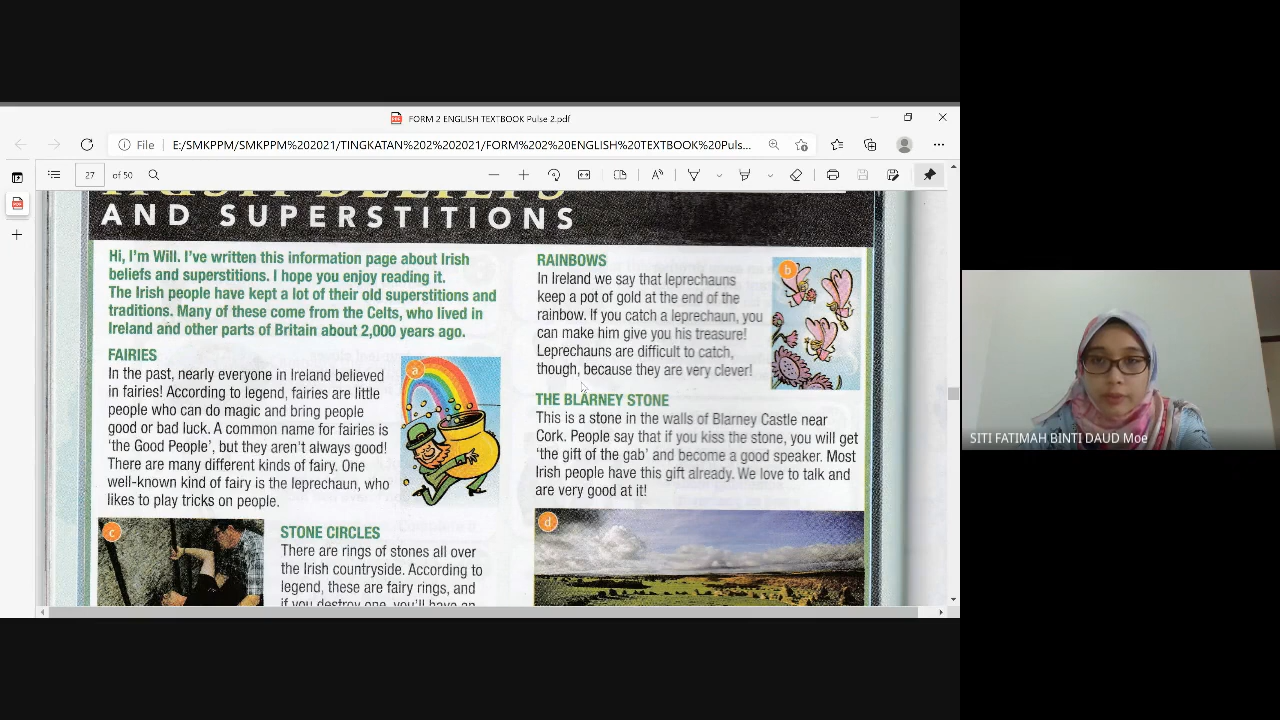 FORM 2 ENGLISH TEXTBOOK Pulse 2.pdf
File
E:/SMKPPM/SMKPPM%202021/TINGKATAN%202%202021/FORM%202%20ENGLISH%20TEXTBOOK%20Puls...
27
of 50
IRISH BELIEFS
AND SUPERSTITIONS
Hi, I'm Will. I've written this information page about Irish
beliefs and superstitions. I hope you enjoy reading it.
The Irish people have kept a lot of their old superstitions and
traditions. Many of these come from the Celts, who lived in
Ireland and other parts of Britain about 2,000 years ago.
FAIRIES
In the past, nearly everyone in Ireland believed
in fairies! According to legend, fairies are little
people who can do magic and bring people
good or bad luck. A common name for fairies is
'the Good People', but they aren't always good!
There are many different kinds of fairy. One
well-known kind of fairy is the leprechaun, who
likes to play tricks on people.
a
c
STONE CIRCLES
There are rings of stones all over
the Irish countryside. According to
legend, these are fairy rings, and
if you destroy one, you'll have an
RAINBOWS
In Ireland we say that leprechauns
keep a pot of gold at the end of the
rainbow. If you catch a leprechaun, you
can make him give you his treasure!
Leprechauns are difficult to catch,
though, because they are very clever!
b
THE BLARNEY STONE
This is a stone in the walls of Blarney Castle near
Cork. People say that if you kiss the stone, you will get
'the gift of the gab' and become a good speaker. Most
Irish people have this gift already. We love to talk and
are very good at it!
d
SITI FATIMAH BINTI DAUD Moe